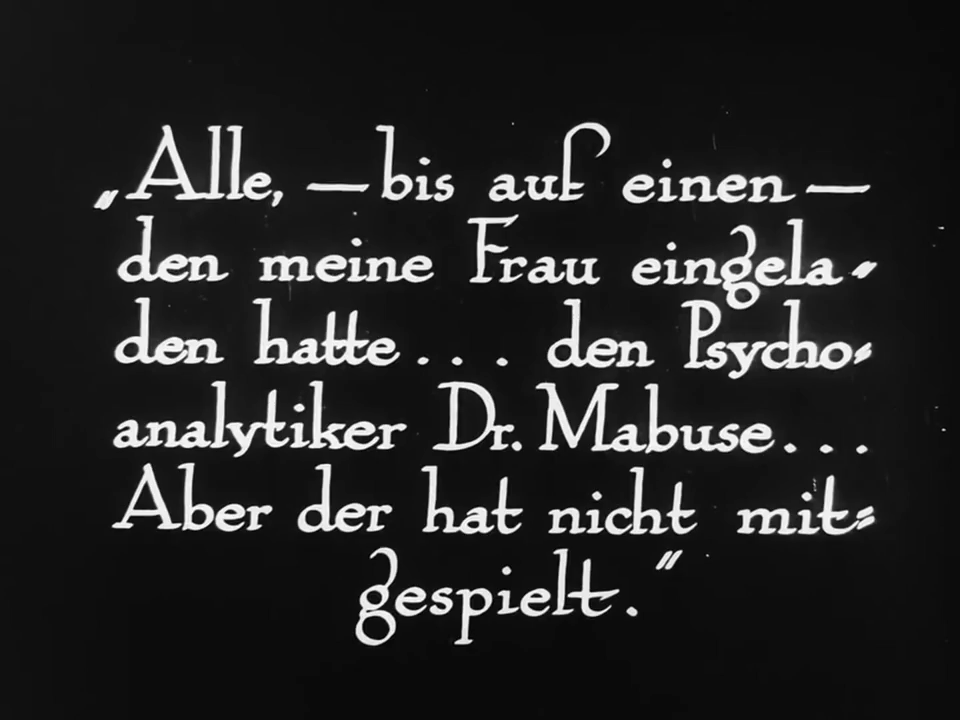 „Alle, — bis auf einen —
den meine Frau eingela-
den hatte... den Psycho-
analytiker Dr. Mabuse...
Aber der hat nicht mit-
gespielt."